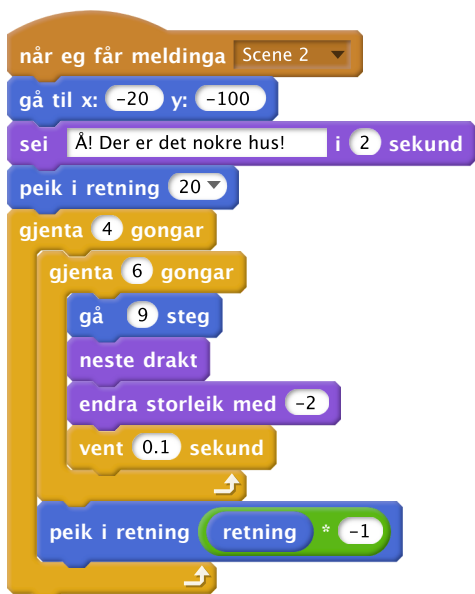 når eg får meldinga Scene 2
gå til x: -20 y: -100
sei Å! Der er det nokre hus! i 2 sekund
peik i retning 20
gjenta 4 gongar
gjenta 6 gongar
gå 9 steg
neste drakt
endra storleik med -2
vent 0.1 sekund
peik i retning retning * -1